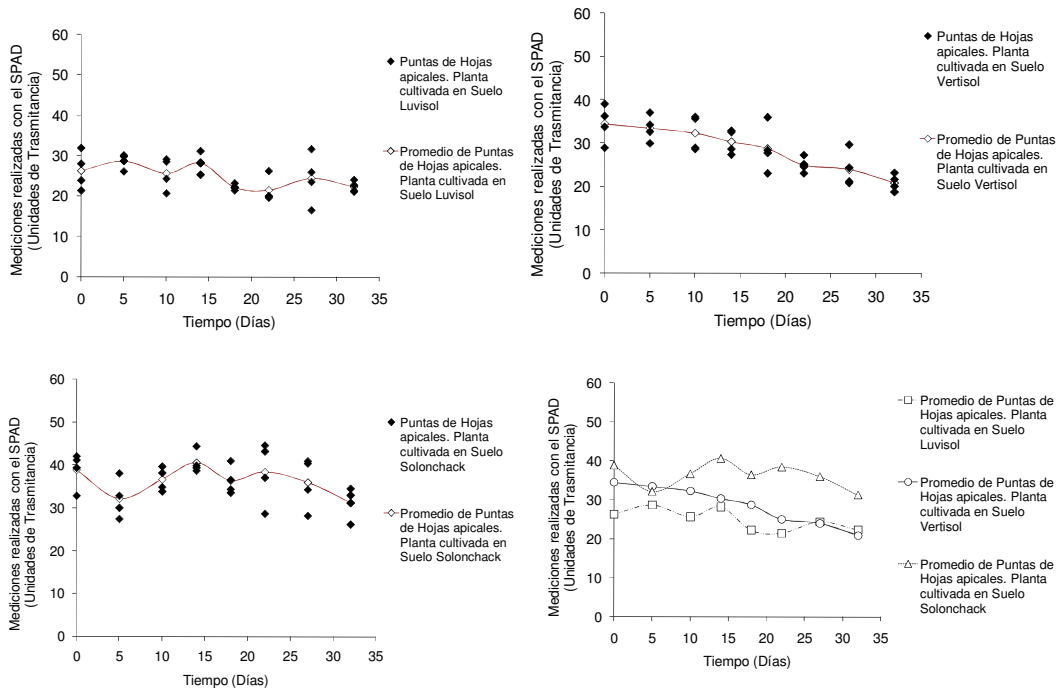 60
50
40
30
20
10
0
0 5 10 15 20 25 30 35
Tiempo (Días)
Mediciones realizadas con el SPAD
(Unidades de Trasmitancia)
Puntas de Hojas
apicales. Planta
cultivada en Suelo
Luvisol
Promedio de Puntas
de Hojas apicales.
Planta cultivada en
Suelo Luvisol
60
50
40
30
20
10
0
0 5 10 15 20 25 30 35
Tiempo (Días)
Mediciones realizadas con el SPAD
(Unidades de Trasmitancia)
Puntas de Hojas
apicales. Planta
cultivada en Suelo
Vertisol
Promedio de Puntas
de Hojas apicales.
Planta cultivada en
Suelo Vertisol
60
50
40
30
20
10
0
0 5 10 15 20 25 30 35
Tiempo (Días)
Mediciones realizadas con el SPAD
(Unidades de Trasmitancia)
Puntas de Hojas
apicales. Planta
cultivada en Suelo
Solonchack
Promedio de Puntas
de Hojas apicales.
Planta cultivada en
Suelo Solonchack
60
50
40
30
20
10
0
0 5 10 15 20 25 30 35
Tiempo (Días)
Mediciones realizadas con el SPAD
(Unidades de Trasmitancia)
Promedio de Puntas de
Hojas apicales. Planta
cultivada en Suelo
Luvisol
Promedio de Puntas de
Hojas apicales. Planta
cultivada en Suelo
Vertisol
Promedio de Puntas de
Hojas apicales. Planta
cultivada en Suelo
Solonchack